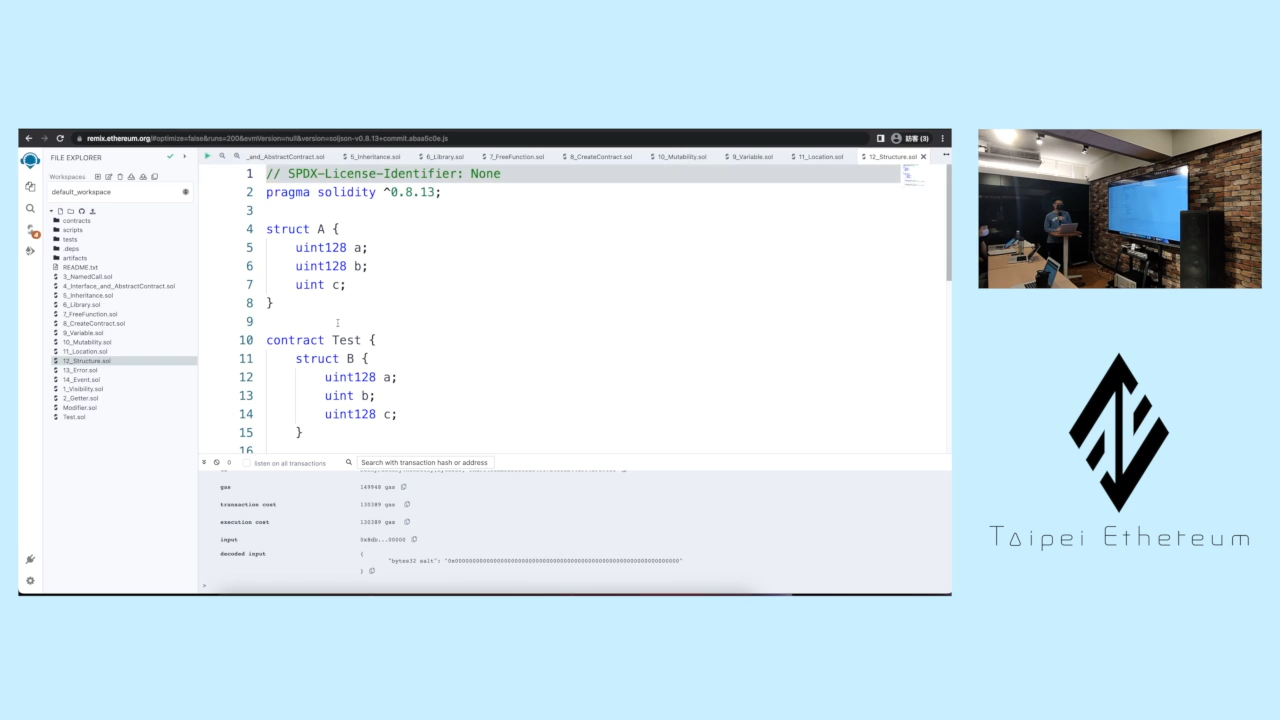 remix.ethereum.org/#optimize=false&runs=200&evmVersion=null&version=soljson-v0.8.13+commit.abaa5c0e.js
訪客 (3)
FILE EXPLORER
_and_AbstractContract.sol
5_Inheritance.sol
6_Library.sol
7_FreeFunction.sol
8_CreateContract.sol
10_Mutability.sol
9_Variable.sol
11_Location.sol
12_Structure.sol
Workspaces
default_workspace
contracts
scripts
tests
.deps
artifacts
README.txt
3_NamedCall.sol
4_Interface_and_AbstractContract.sol
5_Inheritance.sol
6_Library.sol
7_FreeFunction.sol
8_CreateContract.sol
9_Variable.sol
10_Mutability.sol
11_Location.sol
12_Structure.sol
13_Error.sol
14_Event.sol
1_Visibility.sol
2_Getter.sol
Modifier.sol
Test.sol
1 // SPDX-License-Identifier: None
2 pragma solidity ^0.8.13;
3
4 struct A {
5 uint128 a;
6 uint128 b;
7 uint c;
8 }
9
10 contract Test {
11 struct B {
12 uint128 a;
13 uint b;
14 uint128 c;
15 }
16
0 listen on all transactions Search with transaction hash or address
gas 149948 gas
transaction cost 130389 gas
execution cost 130389 gas
input 0x8db...00000
decoded input {
}
>
Taipei Ethereum